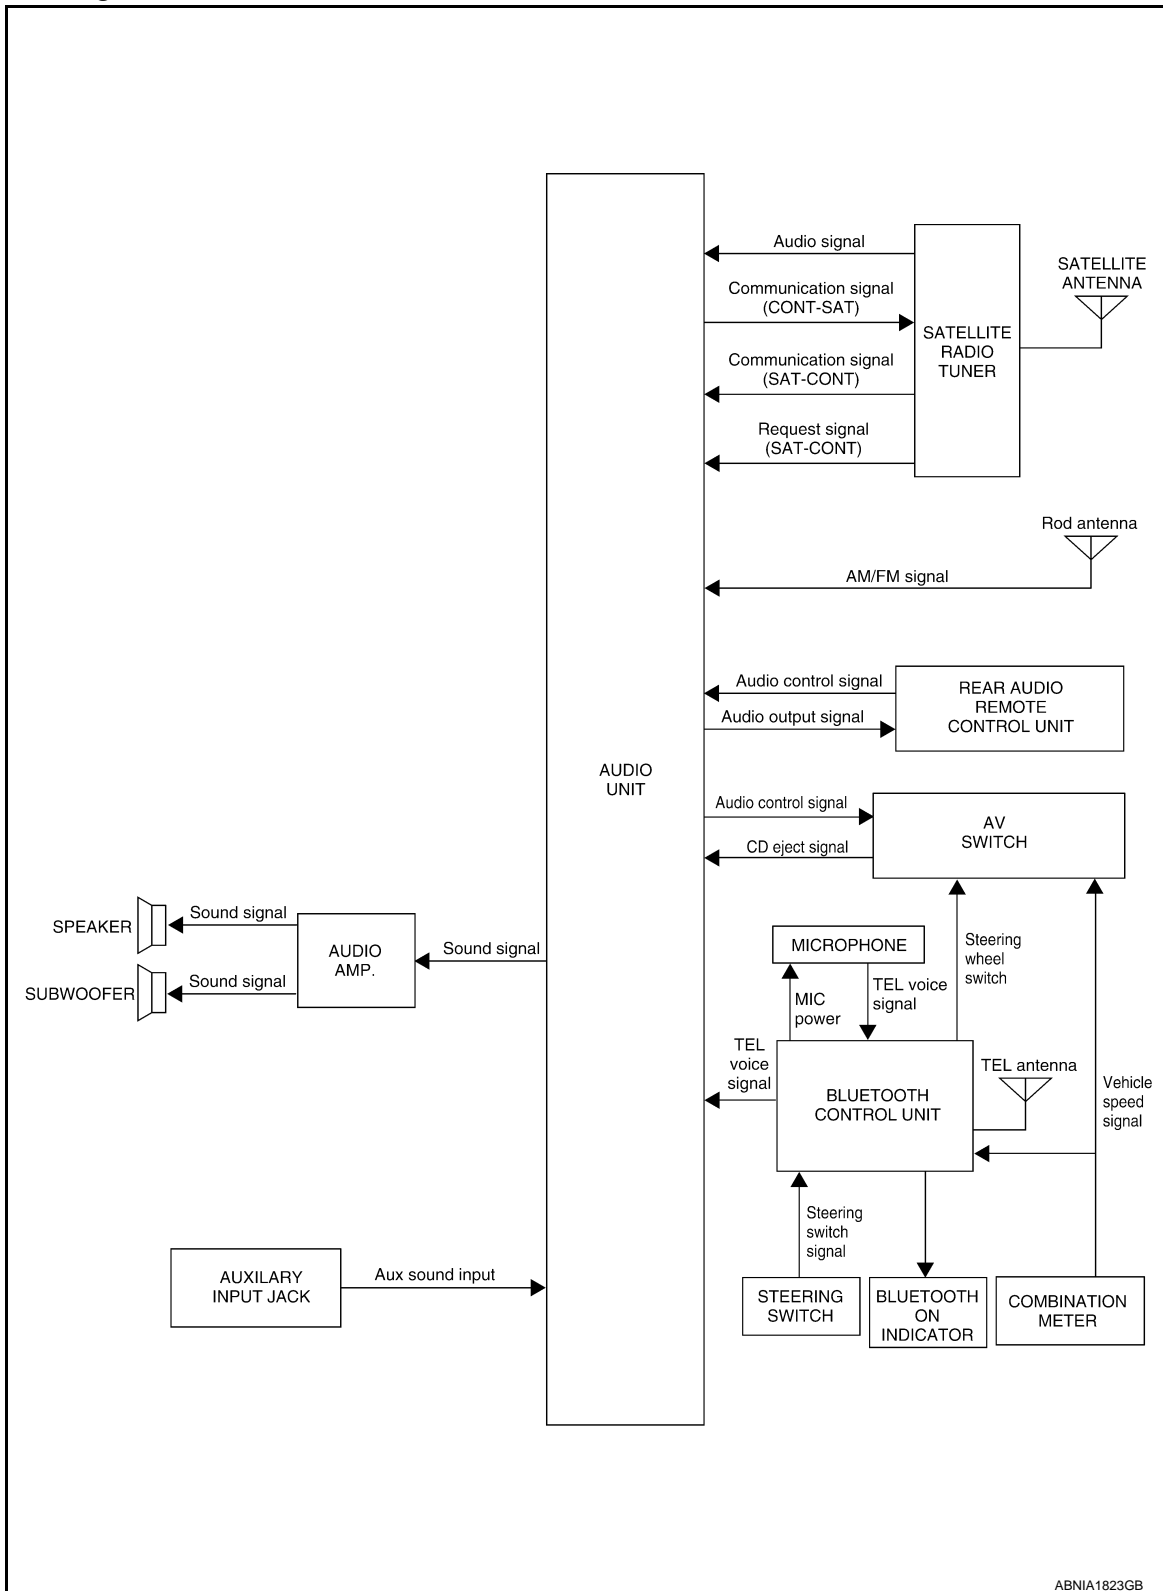 Audio signal
SATELLITE
ANTENNA
Communication signal
(CONT-SAT)
SATELLITE
RADIO
TUNER
Communication signal
(SAT-CONT)
Request signal
(SAT-CONT)
Rod antenna
AM/FM signal
Audio control signal
REAR AUDIO
REMOTE
CONTROL UNIT
Audio output signal
AUDIO
UNIT
Audio control signal
AV
SWITCH
CD eject signal
SPEAKER
Sound signal
SUBWOOFER
Sound signal
AUDIO
AMP.
Sound signal
MICROPHONE
Steering
wheel
switch
MIC
power
TEL voice
signal
TEL
voice
signal
BLUETOOTH
CONTROL UNIT
TEL antenna
Vehicle
speed
signal
Steering
switch
signal
AUXILARY
INPUT JACK
Aux sound input
STEERING
SWITCH
BLUETOOTH
ON
INDICATOR
COMBINATION
METER
ABNIA1823GB